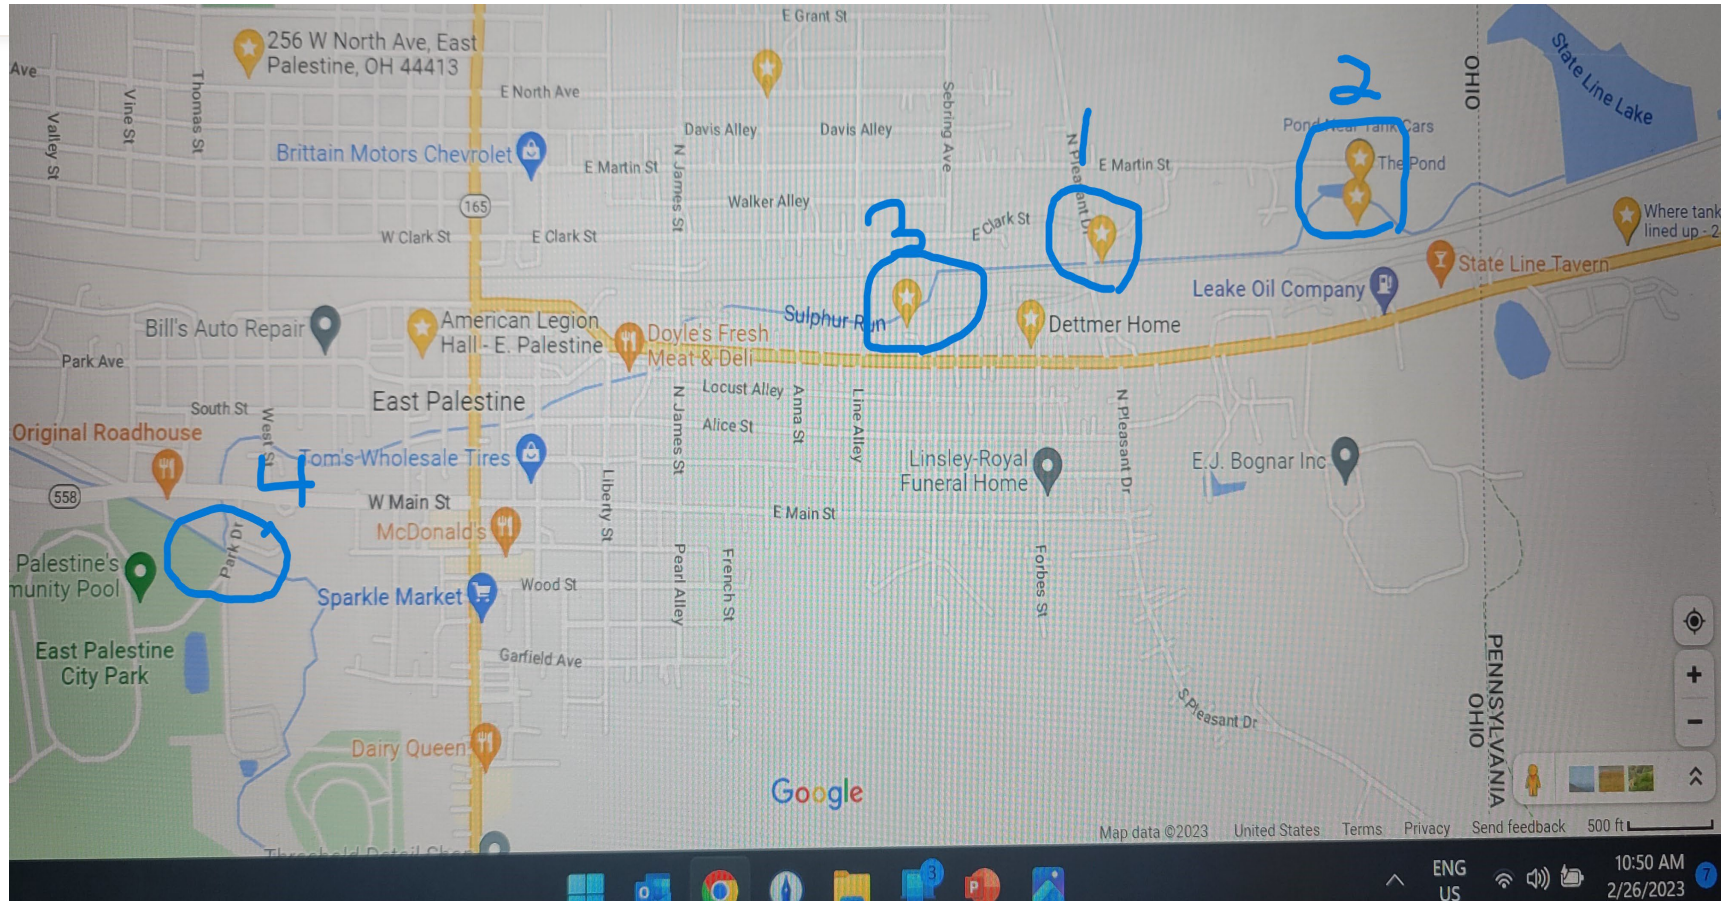 E Grant St
256 W North Ave, East
Palestine, OH 44413
Ave
Thomas St
Vine St
Valley St
E North Ave
Sebring Ave
OHIO
State Line Lake
2
Pond Near Tank Cars
The Pond
Davis Alley
Davis Alley
1
N Pleasant Dr
E Martin St
Brittain Motors Chevrolet
E Martin St
N James St
Walker Alley
165
W Clark St
E Clark St
E Clark St
3
Where tank
lined up - 2
State Line Tavern
Leake Oil Company
Sulphur Run
Dettmer Home
Bill's Auto Repair
American Legion
Hall - E. Palestine
Doyle's Fresh
Meat & Deli
Park Ave
East Palestine
South St
West St
N James St
Locust Alley
Anna St
Line Alley
Alice St
N Pleasant Dr
Original Roadhouse
4
Tom's Wholesale Tires
Linsley-Royal
Funeral Home
E.J. Bognar Inc
558
W Main St
Liberty St
E Main St
McDonald's
Park Dr
Palestine's
munity Pool
Pearl Alley
French St
Forbes St
Sparkle Market
Wood St
East Palestine
City Park
Garfield Ave
S Pleasant Dr
PENNSYLVANIA
OHIO
Dairy Queen
Google
Map data ©2023 United States Terms Privacy Send feedback 500 ft
Threshold Detail Shop
3
ENG
US
10:50 AM
2/26/2023
7